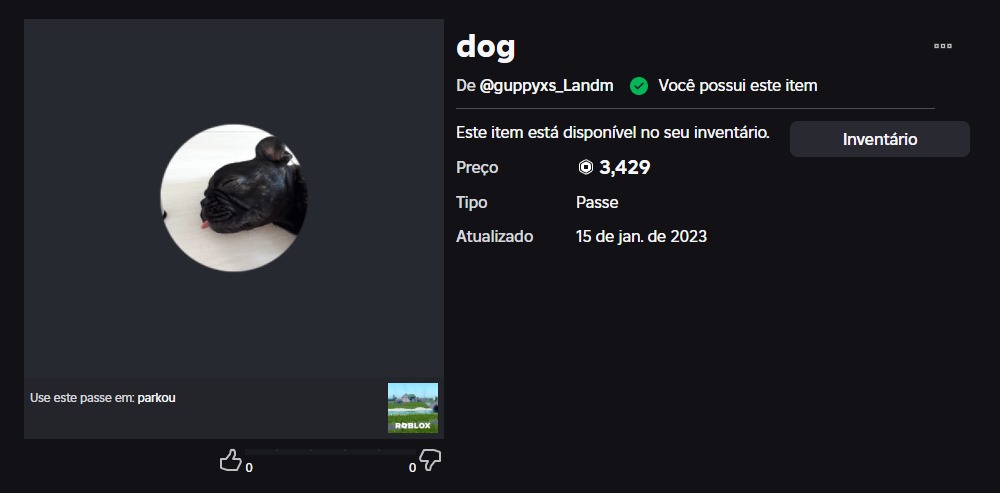 dog
De @guppyxs_Landm Você possui este item
Este item está disponível no seu inventário.
Inventário
Preço 3,429
Tipo Passe
Atualizado 15 de jan. de 2023
Use este passe em: parkou
ROBLOX
0 0